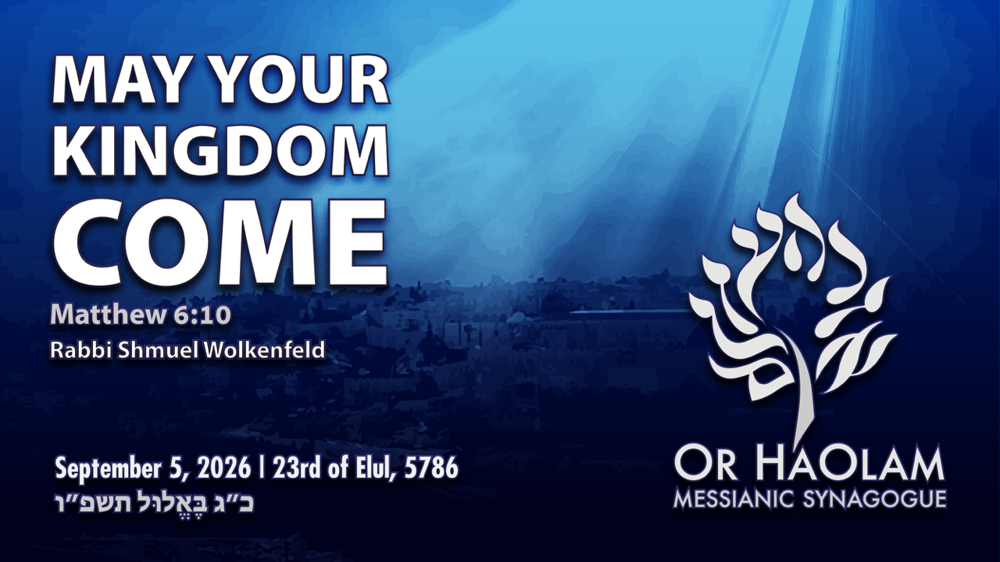 MAY YOUR
KINGDOM
COME
Matthew 6:10
Rabbi Shmuel Wolkenfeld
September 5, 2026 | 23rd of Elul, 5786
כ״ג בֶּאֱלוּל תשפ״ו
OR HAOLAM
MESSIANIC SYNAGOGUE